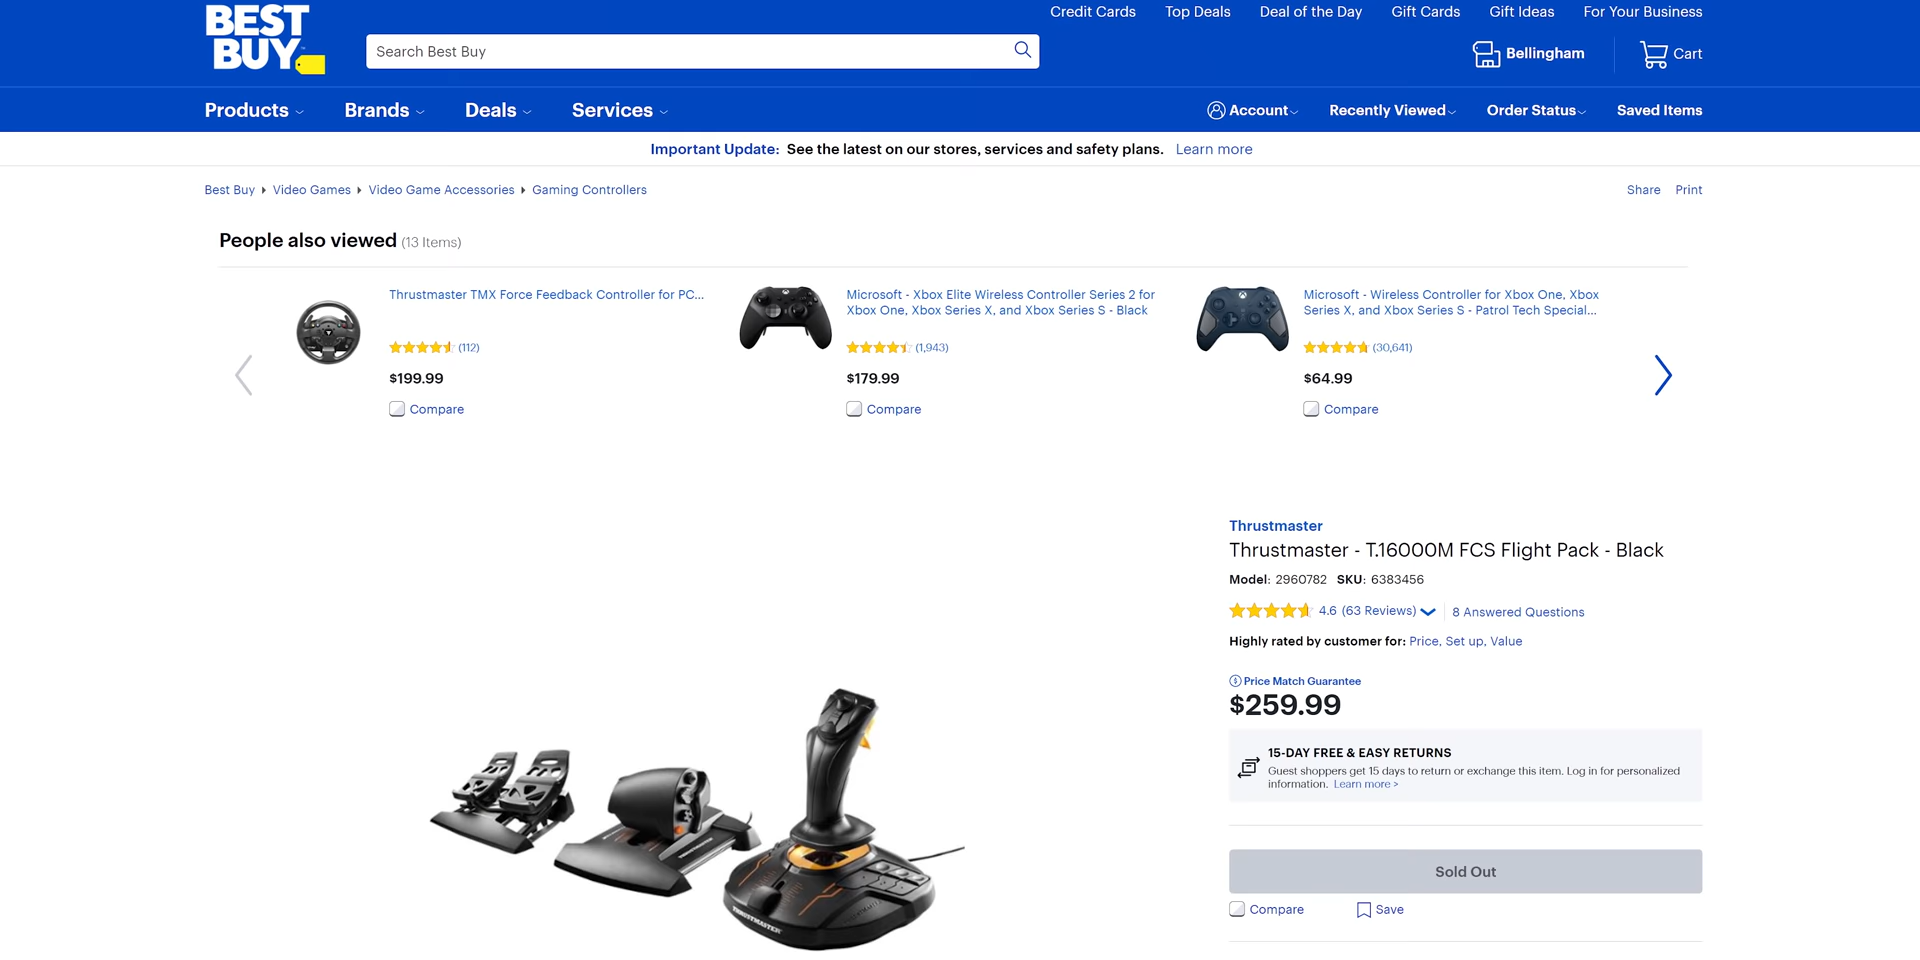 BEST
BUY
Search Best Buy
Credit Cards
Top Deals
Deal of the Day
Gift Cards
Gift Ideas
For Your Business
Bellingham
Cart
Products
Brands
Deals
Services
Account
Recently Viewed
Order Status
Saved Items
Important Update: See the latest on our stores, services and safety plans. Learn more
Best Buy
Video Games
Video Game Accessories
Gaming Controllers
Share
Print
People also viewed (13 Items)
Thrustmaster TMX Force Feedback Controller for PC...
(112)
$199.99
Compare
Microsoft - Xbox Elite Wireless Controller Series 2 for
Xbox One, Xbox Series X, and Xbox Series S - Black
(1,943)
$179.99
Compare
Microsoft - Wireless Controller for Xbox One, Xbox
Series X, and Xbox Series S - Patrol Tech Special...
(30,641)
$64.99
Compare
THRUSTMASTER
Thrustmaster
Thrustmaster - T.16000M FCS Flight Pack - Black
Model: 2960782 SKU: 6383456
4.6 (63 Reviews)
8 Answered Questions
Highly rated by customer for: Price, Set up, Value
Price Match Guarantee
$259.99
15-DAY FREE & EASY RETURNS
Guest shoppers get 15 days to return or exchange this item. Log in for personalized
information. Learn more >
Sold Out
Compare
Save